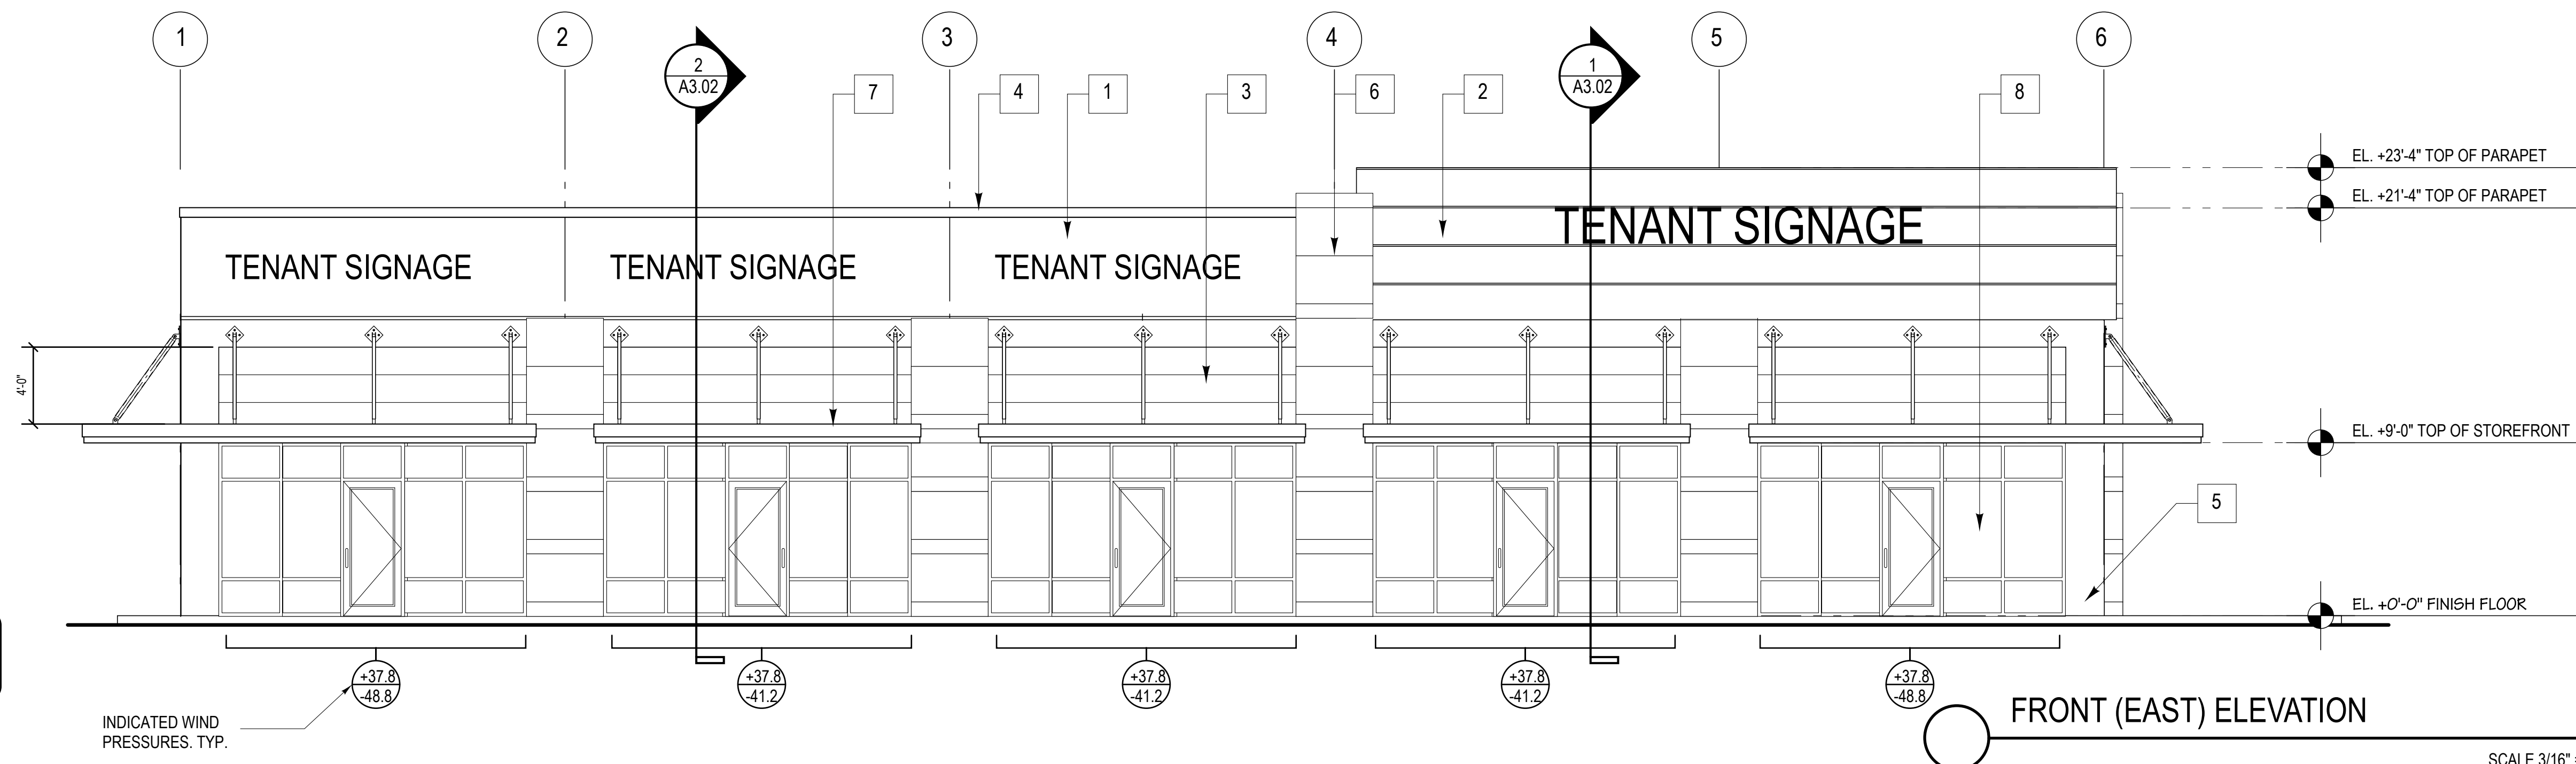 1
2
3
4
5
6
2
A3.02
1
A3.02
7
4
1
3
6
2
8
EL. +23'-4" TOP OF PARAPET
EL. +21'-4" TOP OF PARAPET
TENANT SIGNAGE
TENANT SIGNAGE
TENANT SIGNAGE
TENANT SIGNAGE
4'-0"
EL. +9'-0" TOP OF STOREFRONT
5
EL. +0'-0" FINISH FLOOR
+37.8
-48.8
+37.8
-41.2
+37.8
-41.2
+37.8
-41.2
+37.8
-48.8
INDICATED WIND
PRESSURES. TYP.
FRONT (EAST) ELEVATION
SCALE 3/16"